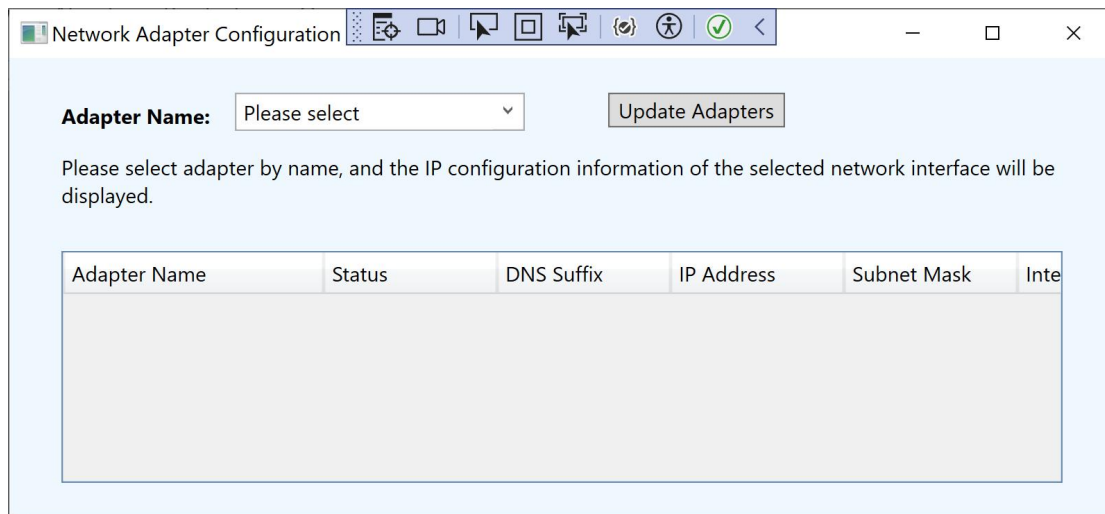 Network Adapter Configuration
Adapter Name: Please select Update Adapters
Please select adapter by name, and the IP configuration information of the selected network interface will be
displayed.
Adapter Name Status DNS Suffix IP Address Subnet Mask Inte